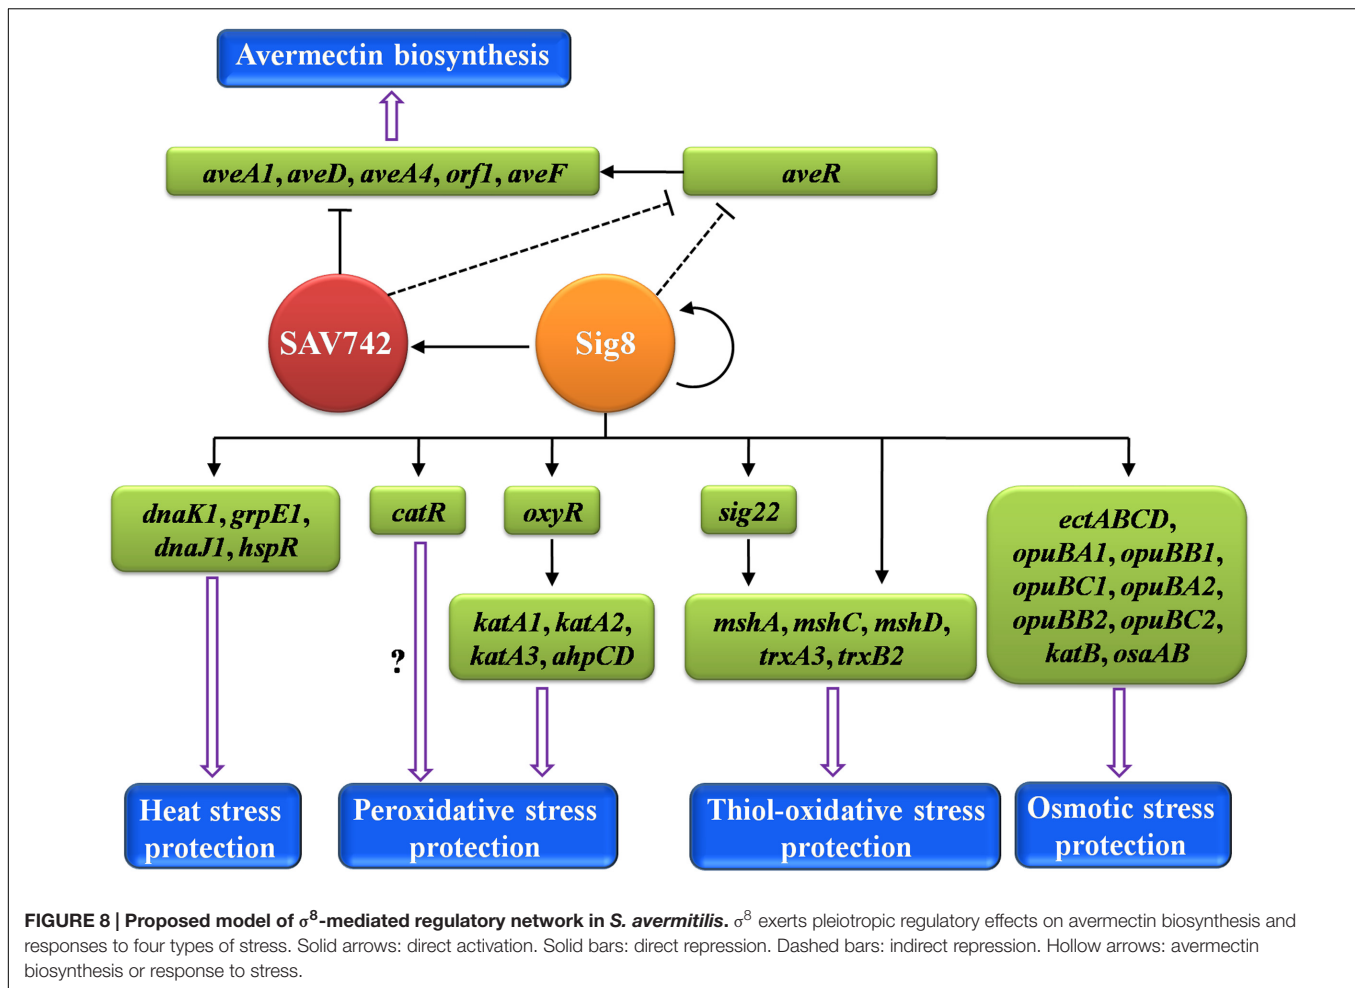 Avermectin biosynthesis
aveA1, aveD, aveA4, orf1, aveF
aveR
SAV742
Sig8
dnaK1, grpE1,
dnaJ1, hspR
catR
oxyR
sig22
ectABCD,
opuBA1, opuBB1,
opuBC1, opuBA2,
opuBB2, opuBC2,
katB, osaAB
katA1, katA2,
katA3, ahpCD
mshA, mshC, mshD,
trxA3, trxB2
?
Heat stress
protection
Peroxidative stress
protection
Thiol-oxidative stress
protection
Osmotic stress
protection
FIGURE 8 | Proposed model of σ⁸-mediated regulatory network in S. avermitilis. σ⁸ exerts pleiotropic regulatory effects on avermectin biosynthesis and
responses to four types of stress. Solid arrows: direct activation. Solid bars: direct repression. Dashed bars: indirect repression. Hollow arrows: avermectin
biosynthesis or response to stress.